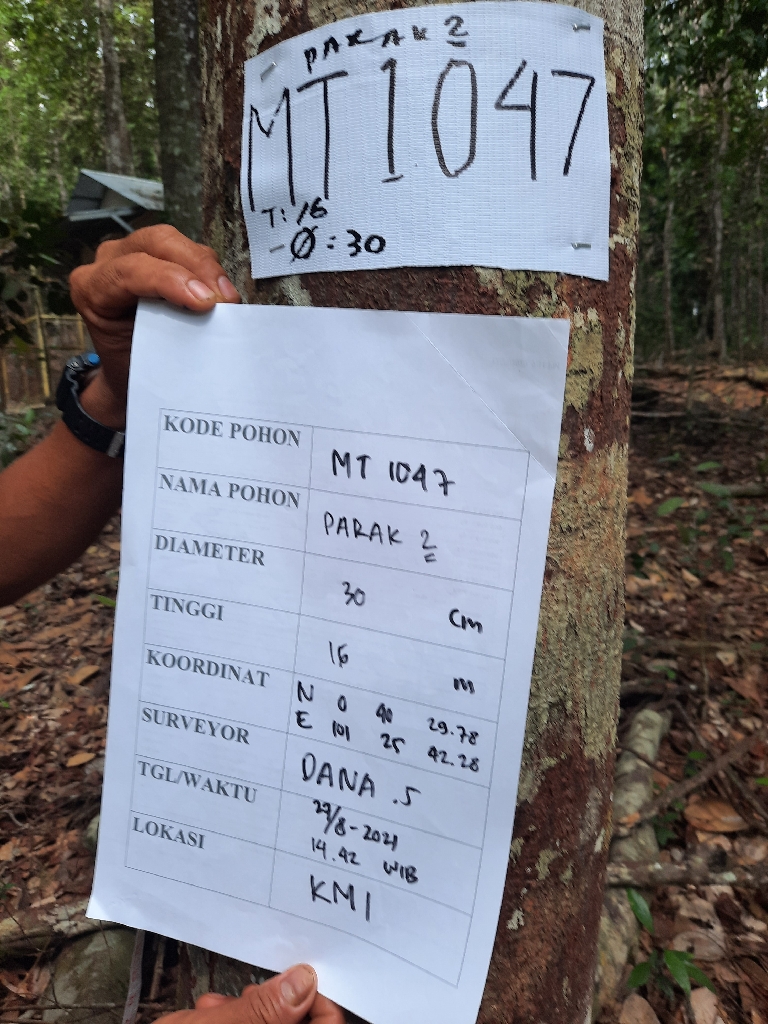 PARAK 2
MT 1047
T: 16
Ø: 30
KODE POHON MT 1047
NAMA POHON PARAK 2
DIAMETER 30 Cm
TINGGI 16 m
KOORDINAT N 0 40 29.78
E 101 25 42.28
SURVEYOR DANA .S
TGL/WAKTU 27/8-2021
14.42 WIB
LOKASI KMI